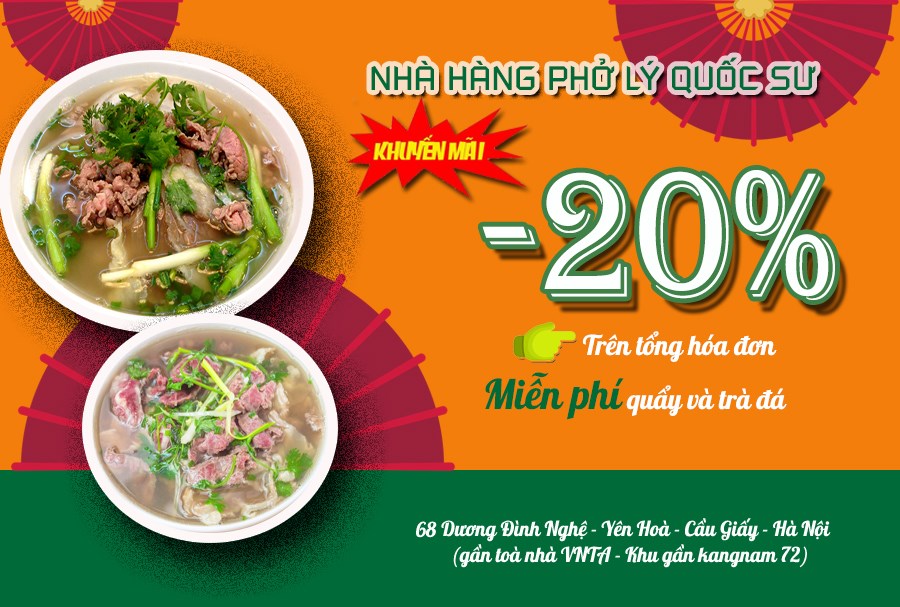 NHÀ HÀNG PHỞ LÝ QUỐC SƯ
KHUYẾN MÃI
-20%
Trên tổng hóa đơn
Miễn phí quẩy và trà đá
68 Dương Đình Nghệ - Yên Hoà - Cầu Giấy - Hà Nội
(gần toà nhà VNTA - Khu gần kangnam 72)